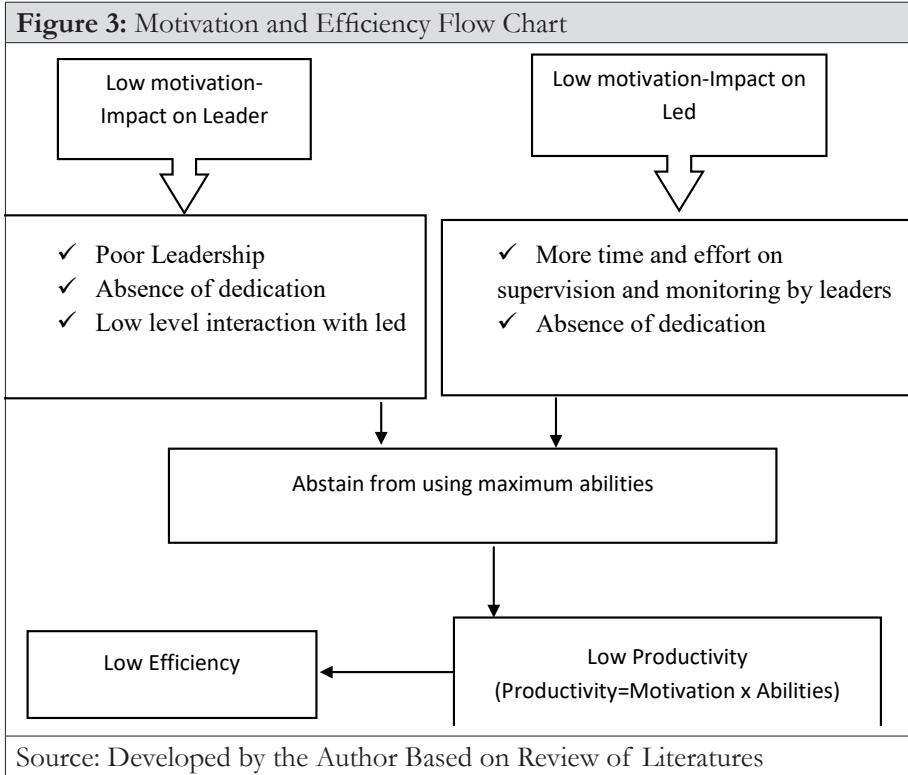 Figure 3: Motivation and Efficiency Flow Chart
Low motivation-
Impact on Leader
Low motivation-Impact on
Led
✓ Poor Leadership
✓ Absence of dedication
✓ Low level interaction with led
✓ More time and effort on
supervision and monitoring by leaders
✓ Absence of dedication
Abstain from using maximum abilities
Low Efficiency
Low Productivity
(Productivity=Motivation x Abilities)
Source: Developed by the Author Based on Review of Literatures